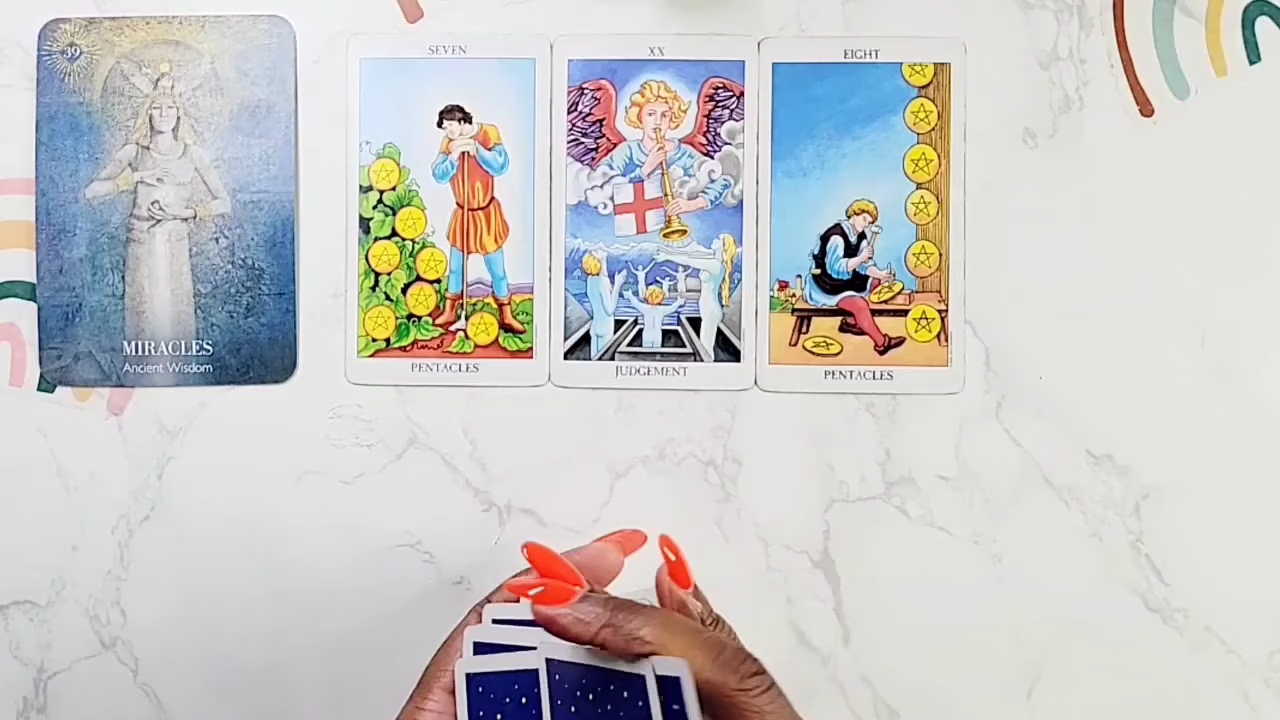 39
MIRACLES
Ancient Wisdom
SEVEN
PENTACLES
XX
JUDGEMENT
EIGHT
PENTACLES